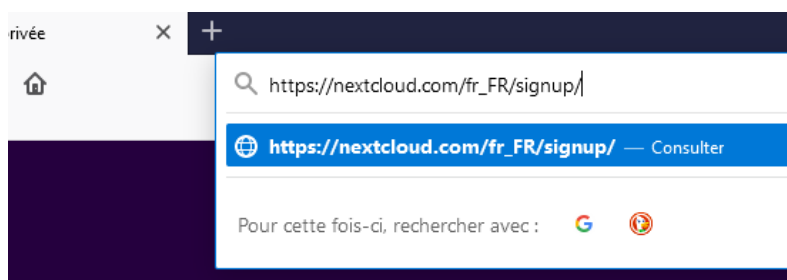 rivée
https://nextcloud.com/fr_FR/signup/
https://nextcloud.com/fr_FR/signup/ — Consulter
Pour cette fois-ci, rechercher avec :